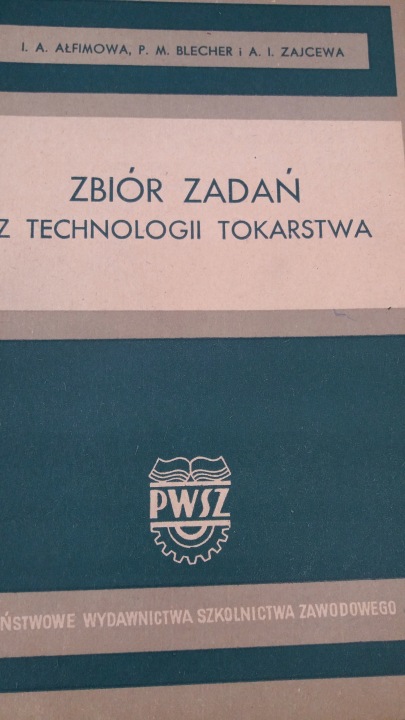 I. A. AŁFIMOWA, P. M. BLECHER i A. I. ZAJCEWA
ZBIÓR ZADAŃ
Z TECHNOLOGII TOKARSTWA
PWSZ
ŃSTWOWE WYDAWNICTWA SZKOLNICTWA ZAWODOWEGO